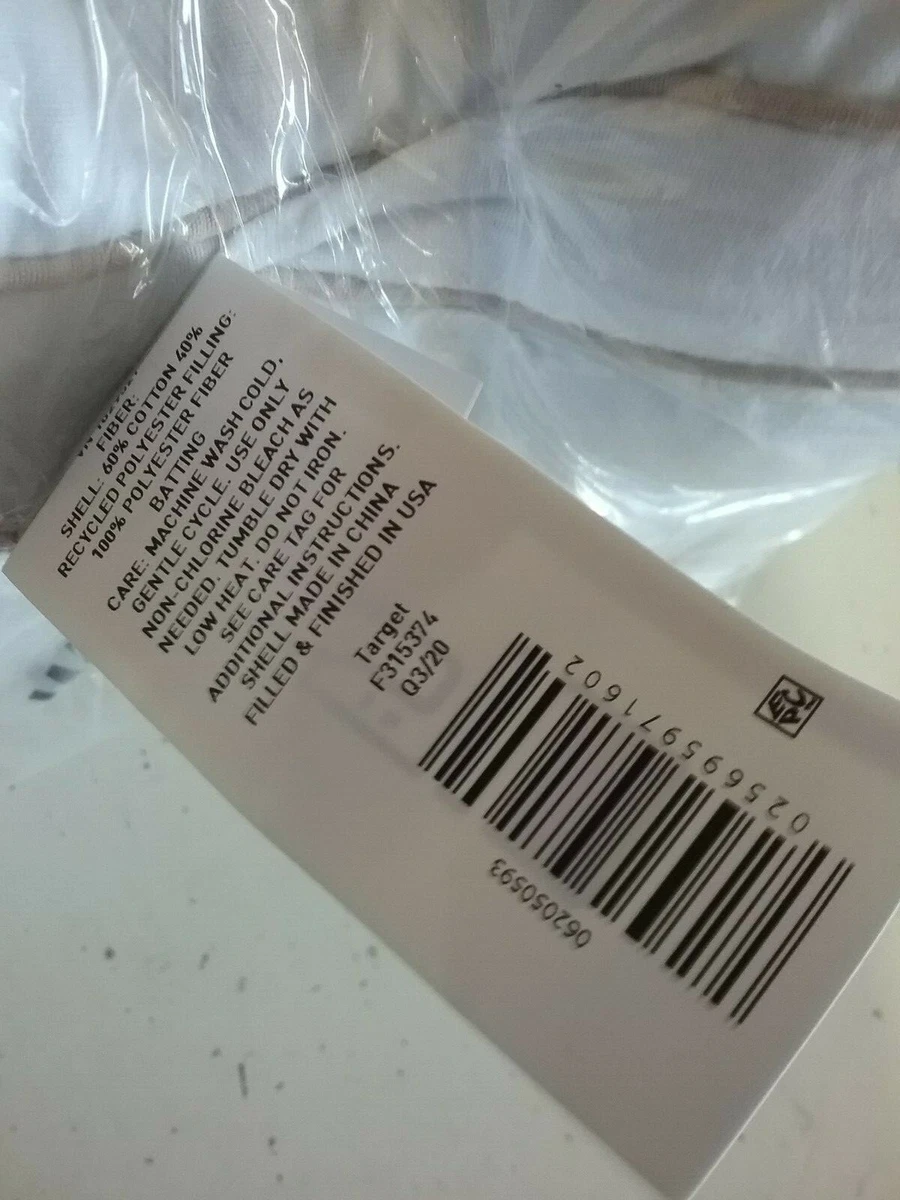 FIBER:
SHELL: 60% COTTON 40%
RECYCLED POLYESTER FILLING:
100% POLYESTER FIBER
BATTING
CARE: MACHINE WASH COLD,
GENTLE CYCLE. USE ONLY
NON-CHLORINE BLEACH AS
NEEDED. TUMBLE DRY WITH
LOW HEAT. DO NOT IRON.
SEE CARE TAG FOR
ADDITIONAL INSTRUCTIONS.
SHELL MADE IN CHINA
FILLED & FINISHED IN USA
Target
F315374
Q3/20
025695971602
062050593